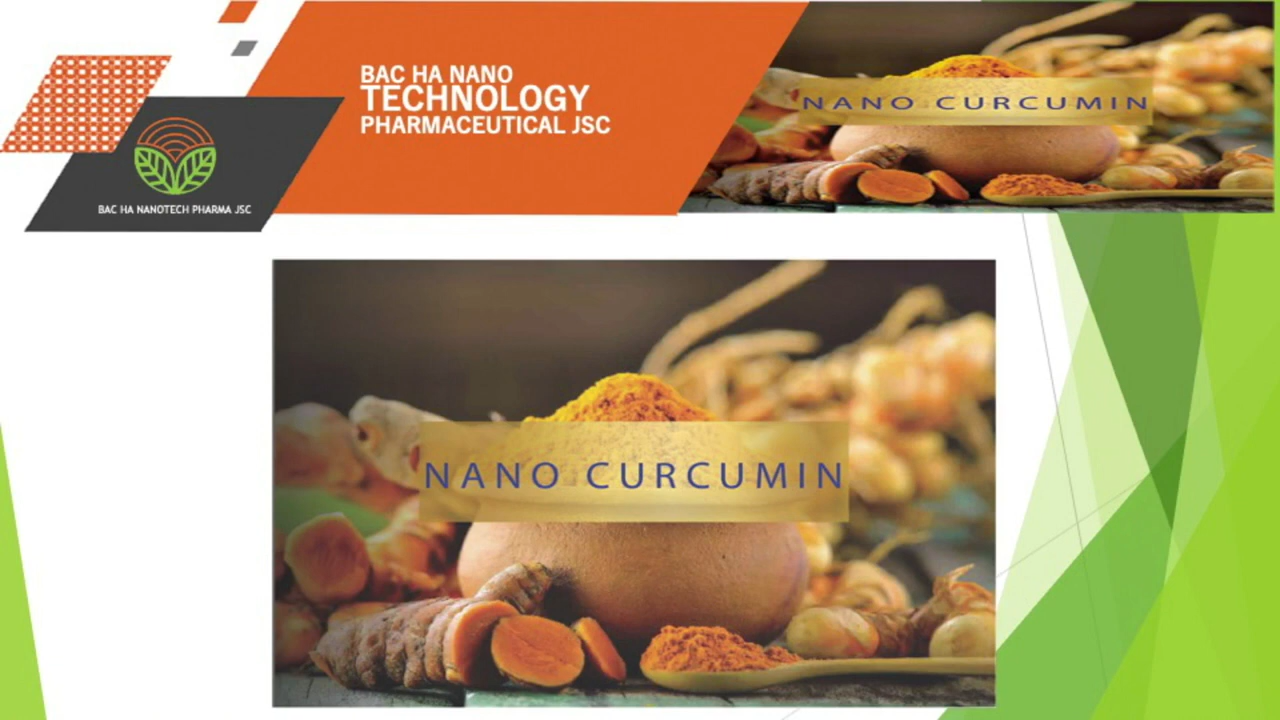 BAC HA NANO
TECHNOLOGY
PHARMACEUTICAL JSC
NANO CURCUMIN
BAC HA NANOTECH PHARMA JSC
NANO CURCUMIN